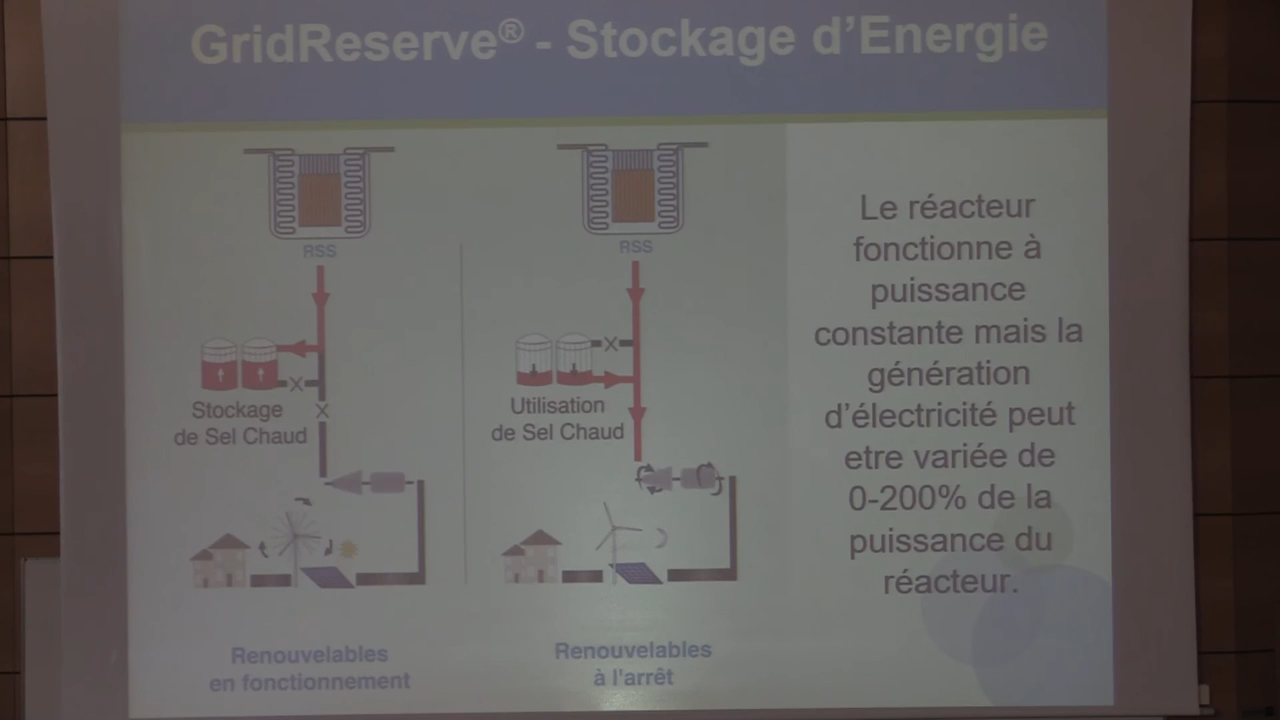 GridReserve® - Stockage d'Energie
RSS
Stockage
de Sel Chaud
Renouvelables
en fonctionnement
RSS
Utilisation
de Sel Chaud
Renouvelables
à l'arrêt
Le réacteur
fonctionne à
puissance
constante mais la
génération
d'électricité peut
etre variée de
0-200% de la
puissance du
réacteur.